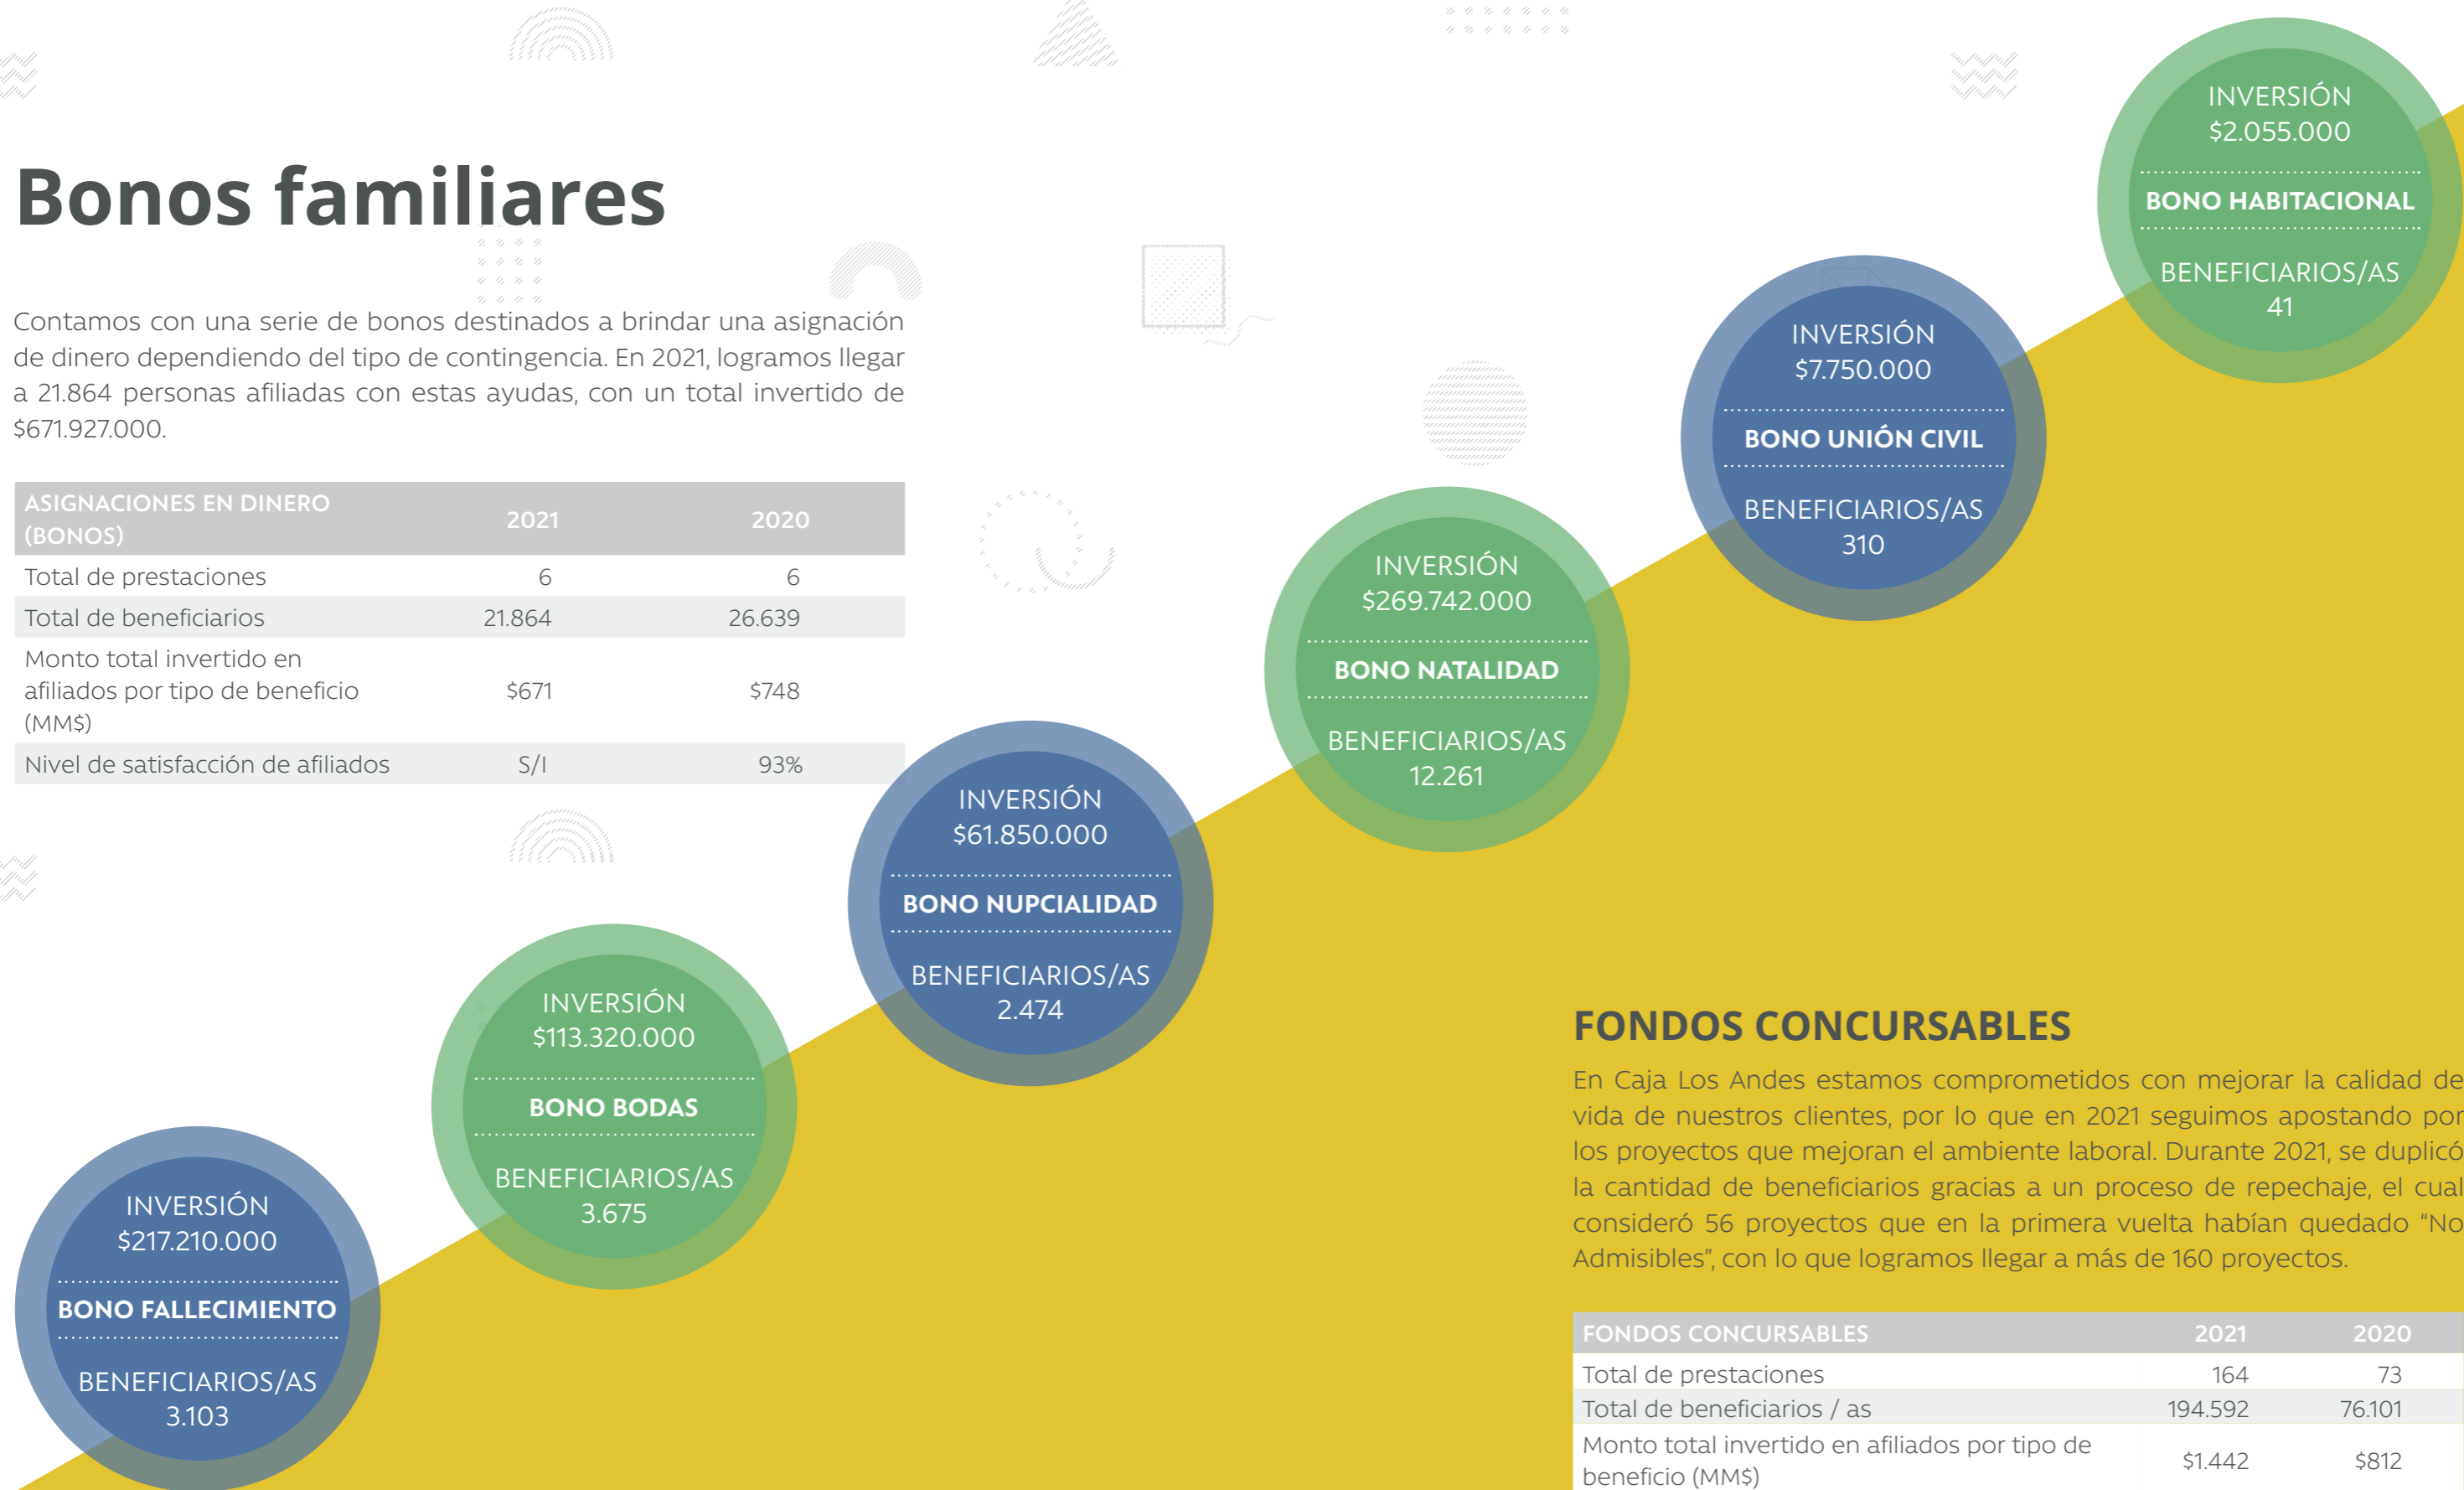 Bonos familiares
Contamos con una serie de bonos destinados a brindar una asignación
de dinero dependiendo del tipo de contingencia. En 2021, logramos llegar
a 21.864 personas afiliadas con estas ayudas, con un total invertido de
$671.927.000.
ASIGNACIONES EN DINERO
(BONOS) 2021 2020
Total de prestaciones 6 6
Total de beneficiarios 21.864 26.639
Monto total invertido en
afiliados por tipo de beneficio
(MM$) $671 $748
Nivel de satisfacción de afiliados S/I 93%
INVERSIÓN
$217.210.000
BONO FALLECIMIENTO
BENEFICIARIOS/AS
3.103
INVERSIÓN
$113.320.000
BONO BODAS
BENEFICIARIOS/AS
3.675
INVERSIÓN
$61.850.000
BONO NUPCIALIDAD
BENEFICIARIOS/AS
2.474
INVERSIÓN
$269.742.000
BONO NATALIDAD
BENEFICIARIOS/AS
12.261
INVERSIÓN
$7.750.000
BONO UNIÓN CIVIL
BENEFICIARIOS/AS
310
INVERSIÓN
$2.055.000
BONO HABITACIONAL
BENEFICIARIOS/AS
41
FONDOS CONCURSABLES
En Caja Los Andes estamos comprometidos con mejorar la calidad de
vida de nuestros clientes, por lo que en 2021 seguimos apostando por
los proyectos que mejoran el ambiente laboral. Durante 2021, se duplicó
la cantidad de beneficiarios gracias a un proceso de repechaje, el cual
consideró 56 proyectos que en la primera vuelta habían quedado “No
Admisibles”, con lo que logramos llegar a más de 160 proyectos.
FONDOS CONCURSABLES 2021 2020
Total de prestaciones 164 73
Total de beneficiarios / as 194.592 76.101
Monto total invertido en afiliados por tipo de
beneficio (MM$) $1.442 $812